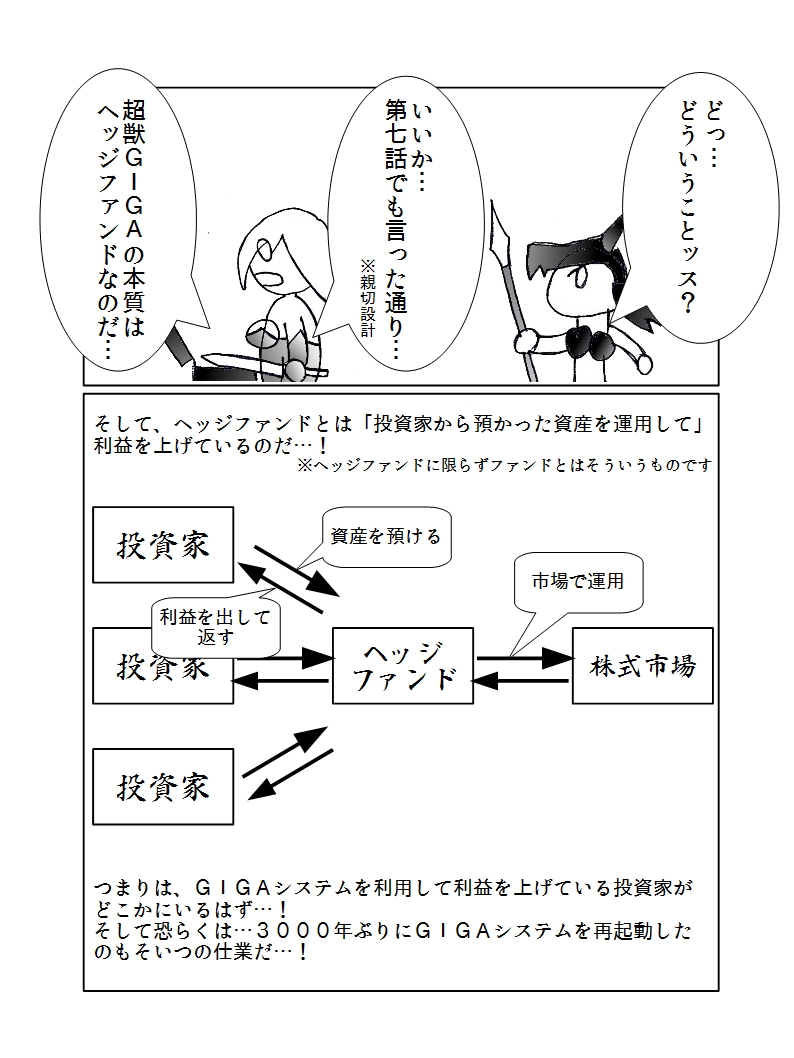 どっ…
どういうことッス？
いいか…
第七話でも言った通り…
※親切設計
超獣ＧＩＧＡの本質は
ヘッジファンドなのだ…
そして、ヘッジファンドとは「投資家から預かった資産を運用して」
利益を上げているのだ…！
※ヘッジファンドに限らずファンドとはそういうものです
投資家
資産を預ける
市場で運用
利益を出して
返す
投資家
ヘッジ
ファンド
株式市場
投資家
つまりは、ＧＩＧＡシステムを利用して利益を上げている投資家が
どこかにいるはず…！
そして恐らくは…３０００年ぶりにＧＩＧＡシステムを再起動した
のもそいつの仕業だ…！